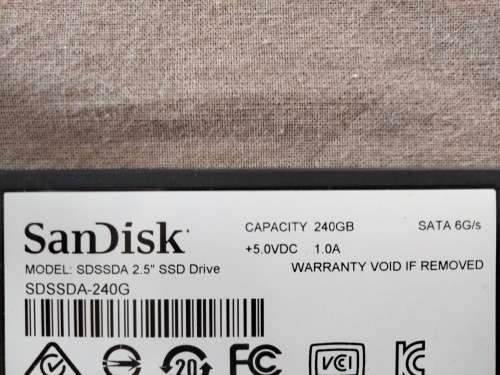 SanDisk
CAPACITY 240GB
SATA 6G/s
+5.0VDC 1.0A
MODEL: SDSSDA 2.5" SSD Drive
WARRANTY VOID IF REMOVED
SDSSDA-240G
20
FC
VCI